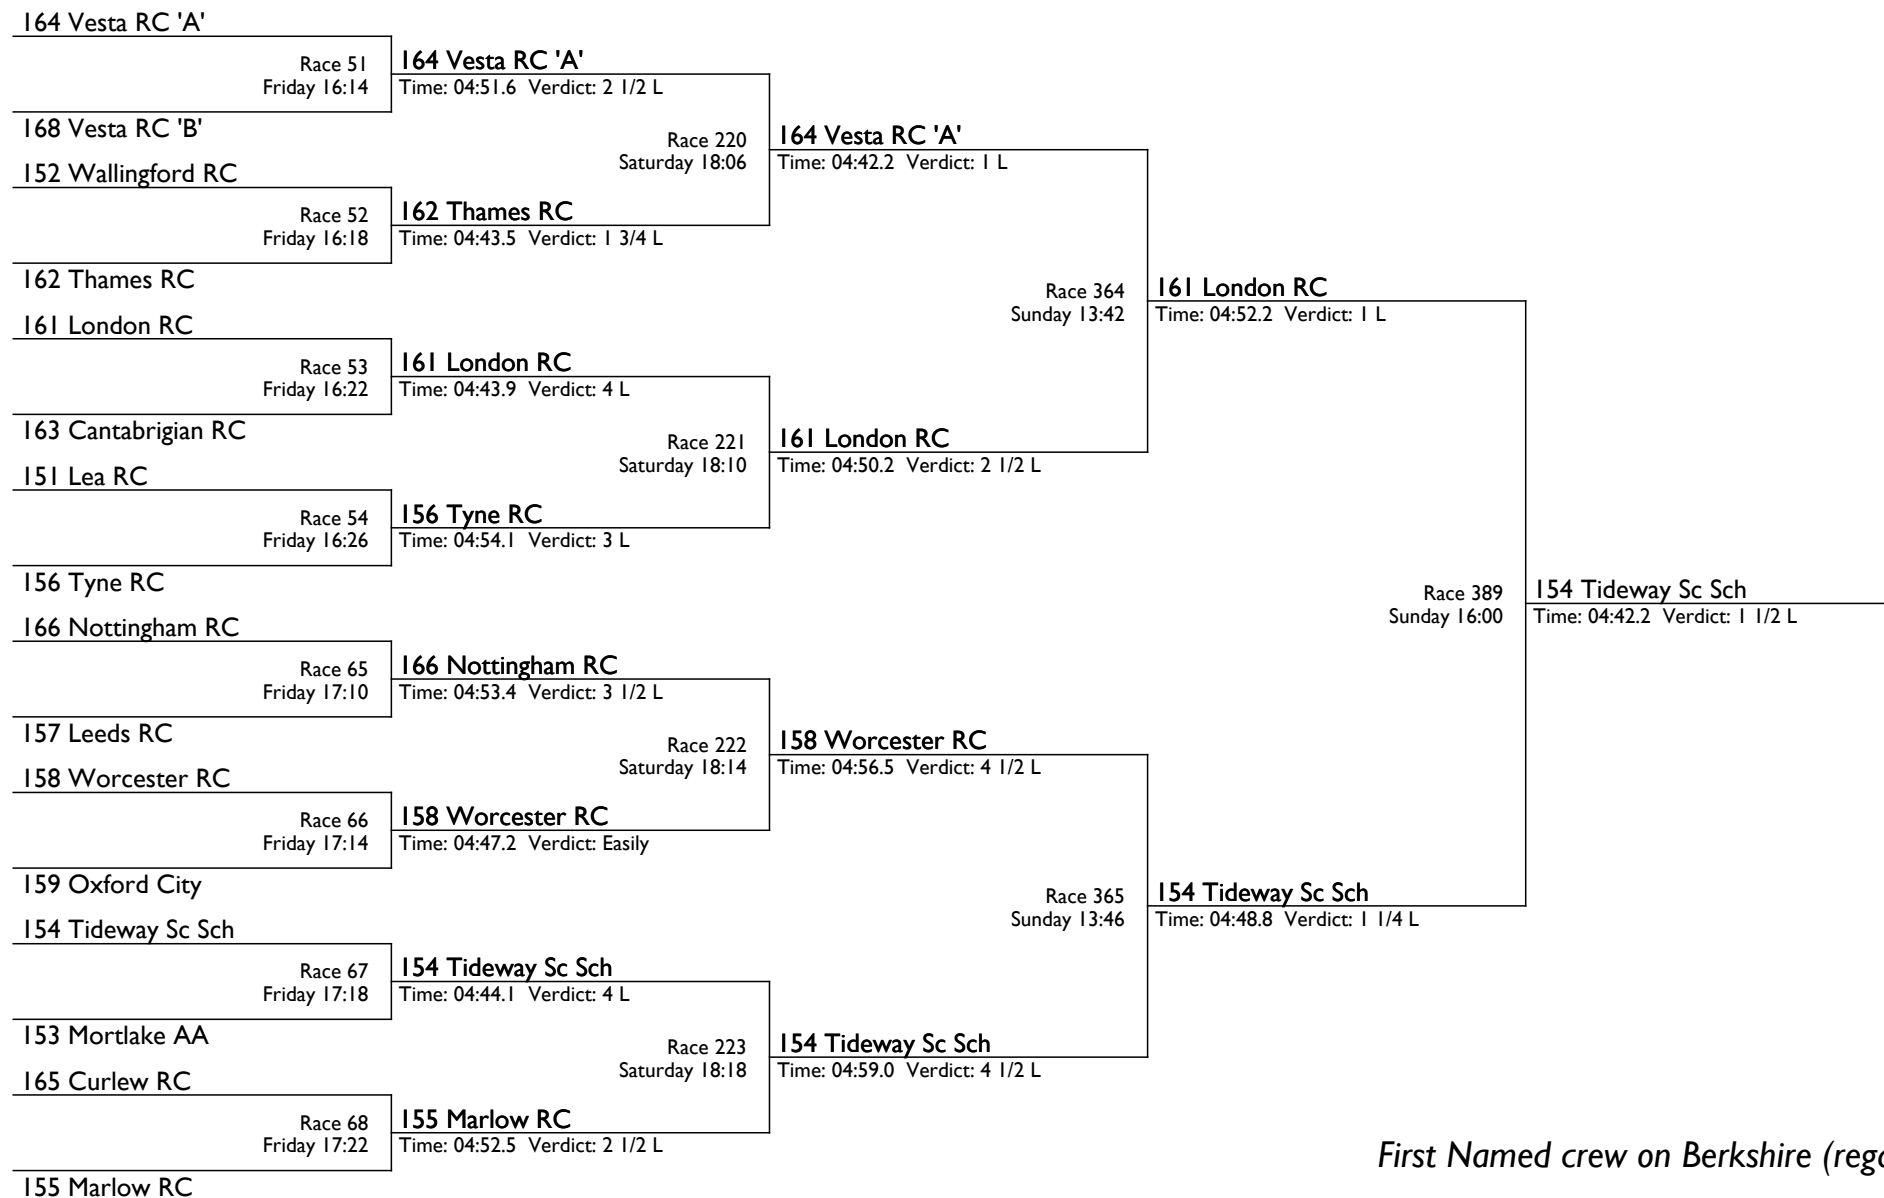 164 Vesta RC 'A'
Race 51
Friday 16:14
168 Vesta RC 'B'
152 Wallingford RC
Race 52
Friday 16:18
162 Thames RC
161 London RC
Race 53
Friday 16:22
163 Cantabrigian RC
151 Lea RC
Race 54
Friday 16:26
156 Tyne RC
166 Nottingham RC
Race 65
Friday 17:10
157 Leeds RC
158 Worcester RC
Race 66
Friday 17:14
159 Oxford City
154 Tideway Sc Sch
Race 67
Friday 17:18
153 Mortlake AA
165 Curlew RC
Race 68
Friday 17:22
155 Marlow RC
164 Vesta RC 'A'
Time: 04:51.6 Verdict: 2 1/2 L
Race 220
Saturday 18:06
162 Thames RC
Time: 04:43.5 Verdict: 1 3/4 L
161 London RC
Time: 04:43.9 Verdict: 4 L
Race 221
Saturday 18:10
156 Tyne RC
Time: 04:54.1 Verdict: 3 L
166 Nottingham RC
Time: 04:53.4 Verdict: 3 1/2 L
Race 222
Saturday 18:14
158 Worcester RC
Time: 04:47.2 Verdict: Easily
154 Tideway Sc Sch
Time: 04:44.1 Verdict: 4 L
Race 223
Saturday 18:18
155 Marlow RC
Time: 04:52.5 Verdict: 2 1/2 L
164 Vesta RC 'A'
Time: 04:42.2 Verdict: 1 L
Race 364
Sunday 13:42
161 London RC
Time: 04:50.2 Verdict: 2 1/2 L
158 Worcester RC
Time: 04:56.5 Verdict: 4 1/2 L
Race 365
Sunday 13:46
154 Tideway Sc Sch
Time: 04:59.0 Verdict: 4 1/2 L
161 London RC
Time: 04:52.2 Verdict: 1 L
Race 389
Sunday 16:00
154 Tideway Sc Sch
Time: 04:48.8 Verdict: 1 1/4 L
154 Tideway Sc Sch
Time: 04:42.2 Verdict: 1 1/2 L
First Named crew on Berkshire